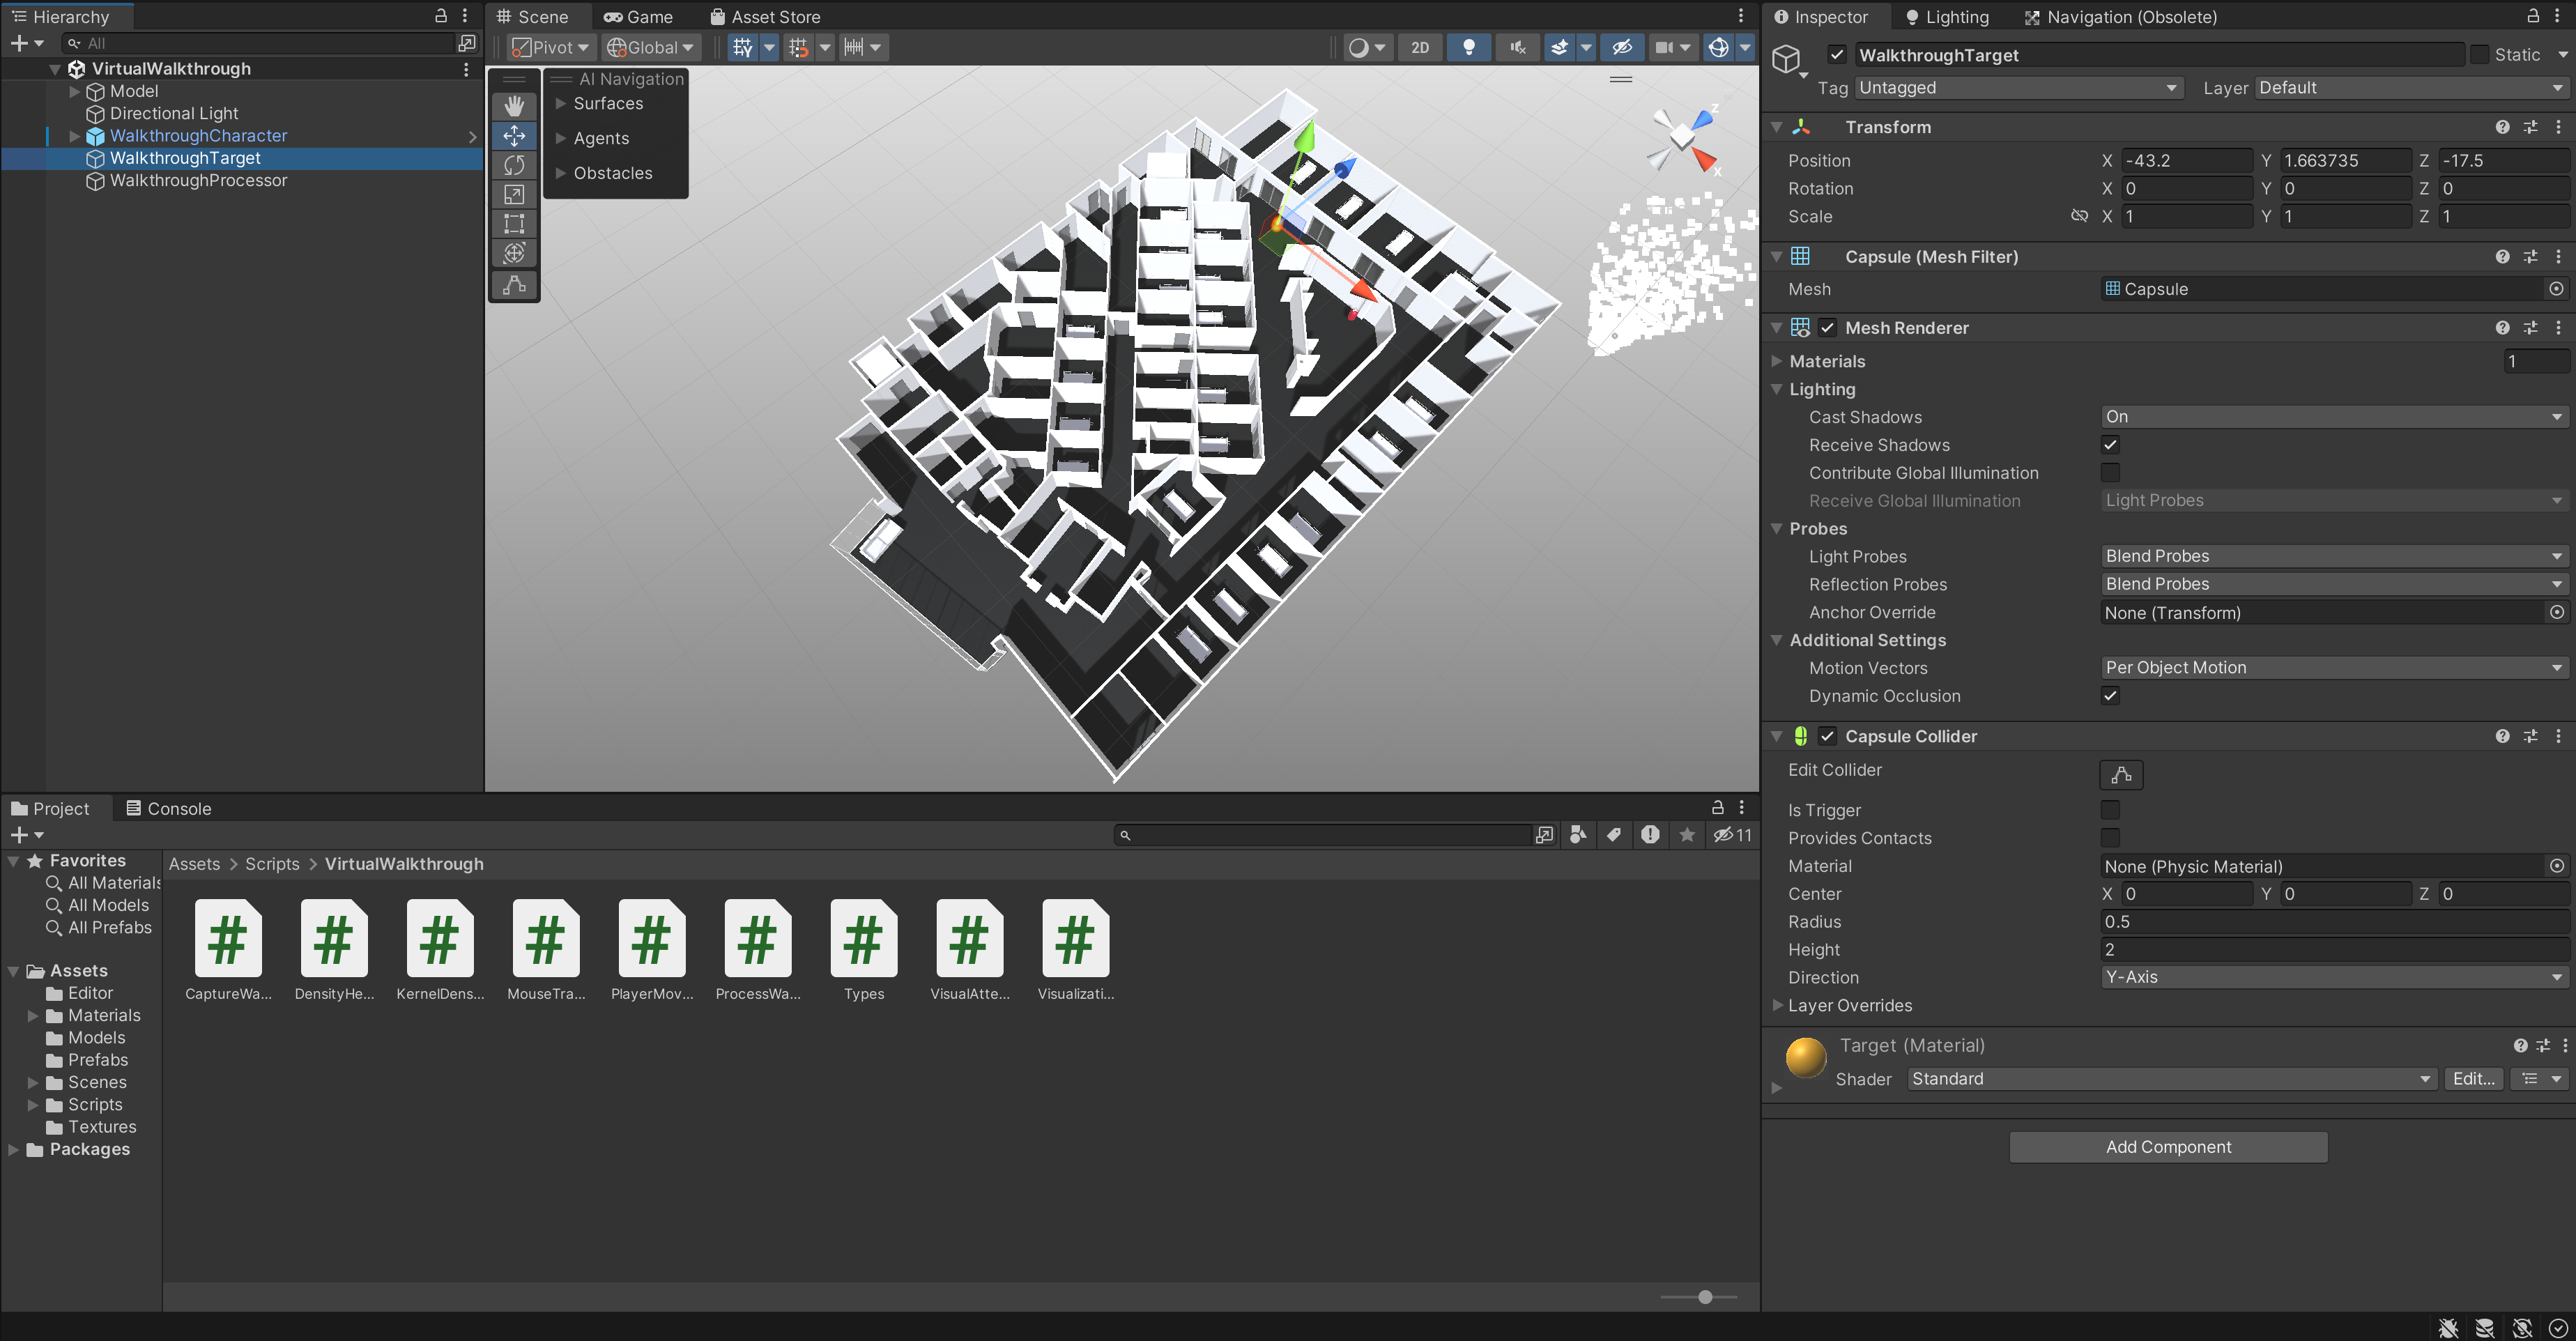 Hierarchy
All
VirtualWalkthrough
Model
Directional Light
WalkthroughCharacter
WalkthroughTarget
WalkthroughProcessor
Scene Game Asset Store
Pivot Global 2D
AI Navigation
Surfaces
Agents
Obstacles
z
x
Project Console
11
Favorites
All Materials
All Models
All Prefabs
Assets
Editor
Materials
Models
Prefabs
Scenes
Scripts
Textures
Packages
Assets > Scripts > VirtualWalkthrough
CaptureWa... DensityHe... KernelDens... MouseTra... PlayerMov... ProcessWa... Types VisualAtte... Visualizati...
Inspector Lighting Navigation (Obsolete)
WalkthroughTarget Static
Tag Untagged Layer Default
Transform
Position X -43.2 Y 1.663735 Z -17.5
Rotation X 0 Y 0 Z 0
Scale X 1 Y 1 Z 1
Capsule (Mesh Filter)
Mesh Capsule
Mesh Renderer
Materials 1
Lighting
Cast Shadows On
Receive Shadows
Contribute Global Illumination
Receive Global Illumination Light Probes
Probes
Light Probes Blend Probes
Reflection Probes Blend Probes
Anchor Override None (Transform)
Additional Settings
Motion Vectors Per Object Motion
Dynamic Occlusion
Capsule Collider
Edit Collider
Is Trigger
Provides Contacts
Material None (Physic Material)
Center X 0 Y 0 Z 0
Radius 0.5
Height 2
Direction Y-Axis
Layer Overrides
Target (Material)
Shader Standard Edit...
Add Component